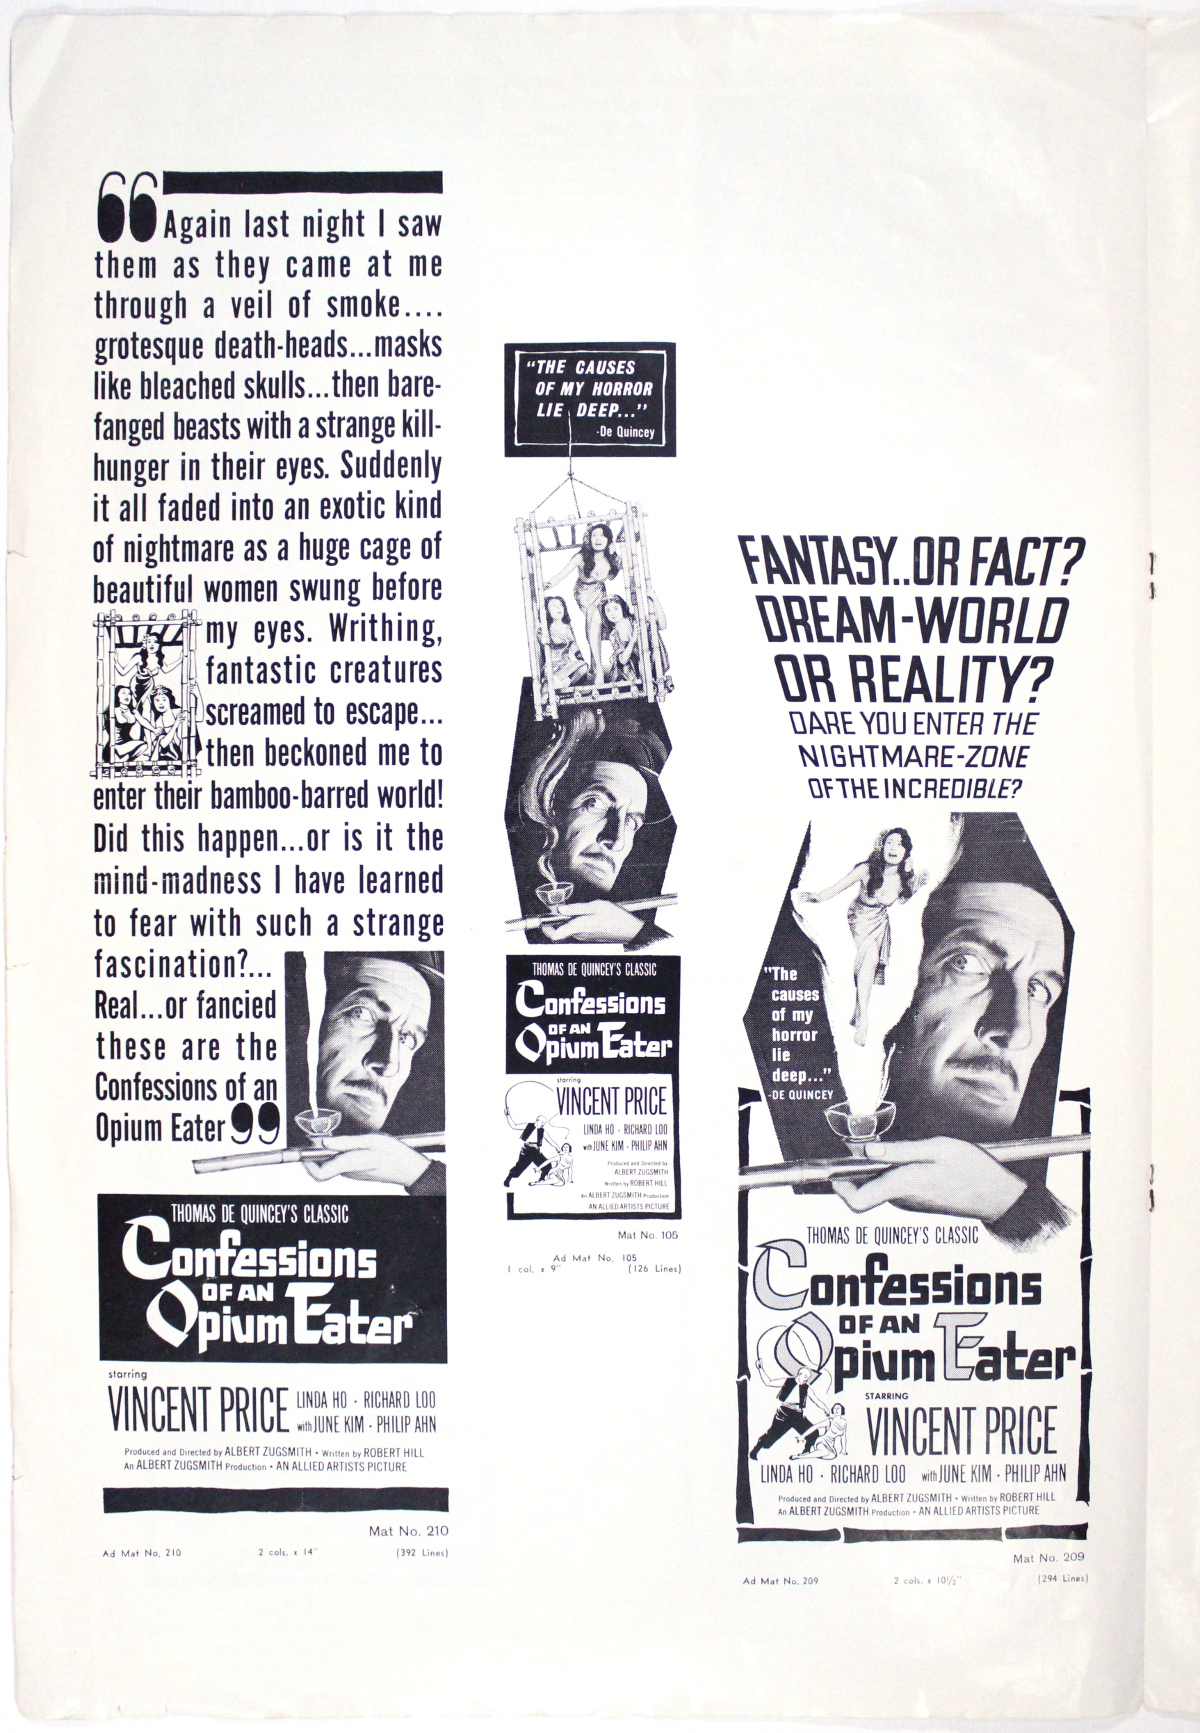 “Again last night I saw
them as they came at me
through a veil of smoke....
grotesque death-heads...masks
like bleached skulls...then bare-
fanged beasts with a strange kill-
hunger in their eyes. Suddenly
it all faded into an exotic kind
of nightmare as a huge cage of
beautiful women swung before
my eyes. Writhing,
fantastic creatures
screamed to escape...
then beckoned me to
enter their bamboo-barred world!
Did this happen...or is it the
mind-madness I have learned
to fear with such a strange
fascination?...
Real...or fancied
these are the
Confessions of an
Opium Eater”
THOMAS DE QUINCEY'S CLASSIC
Confessions
OF AN
Opium Eater
starring
VINCENT PRICE LINDA HO · RICHARD LOO
with JUNE KIM · PHILIP AHN
Produced and Directed by ALBERT ZUGSMITH • Written by ROBERT HILL
An ALBERT ZUGSMITH Production • AN ALLIED ARTISTS PICTURE
Mat No. 210
Ad Mat No. 210 2 cols. x 14" (392 Lines)
"THE CAUSES
OF MY HORROR
LIE DEEP..."
-De Quincey
THOMAS DE QUINCEY'S CLASSIC
Confessions
OF AN
Opium Eater
starring
VINCENT PRICE
LINDA HO · RICHARD LOO
with JUNE KIM · PHILIP AHN
Produced and Directed by
ALBERT ZUGSMITH
Written by ROBERT HILL
An ALBERT ZUGSMITH Production
AN ALLIED ARTISTS PICTURE
Mat No. 105
Ad Mat No. 105
1 col. x 9" (126 Lines)
FANTASY..OR FACT?
DREAM-WORLD
OR REALITY?
DARE YOU ENTER THE
NIGHTMARE-ZONE
OF THE INCREDIBLE?
"The
causes
of my
horror
lie
deep..."
-DE QUINCEY
THOMAS DE QUINCEY'S CLASSIC
Confessions
OF AN
Opium Eater
STARRING
VINCENT PRICE
LINDA HO · RICHARD LOO with JUNE KIM · PHILIP AHN
Produced and Directed by ALBERT ZUGSMITH • Written by ROBERT HILL
An ALBERT ZUGSMITH Production • AN ALLIED ARTISTS PICTURE
Mat No. 209
Ad Mat No. 209 2 cols. x 10½" (294 Lines)